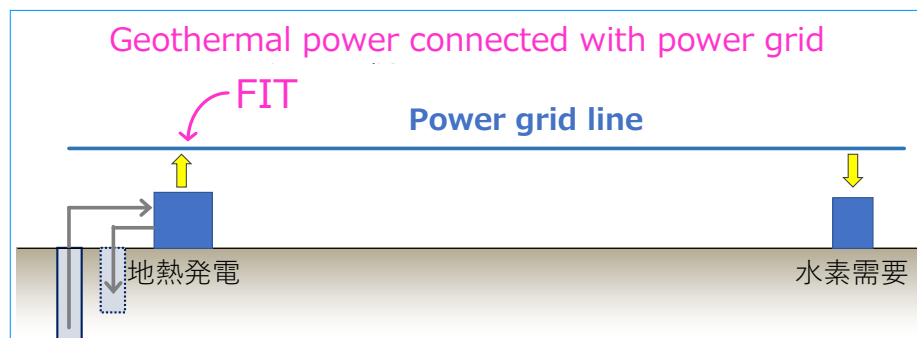 Geothermal power connected with power grid
FIT
Power grid line
地熱発電
水素需要